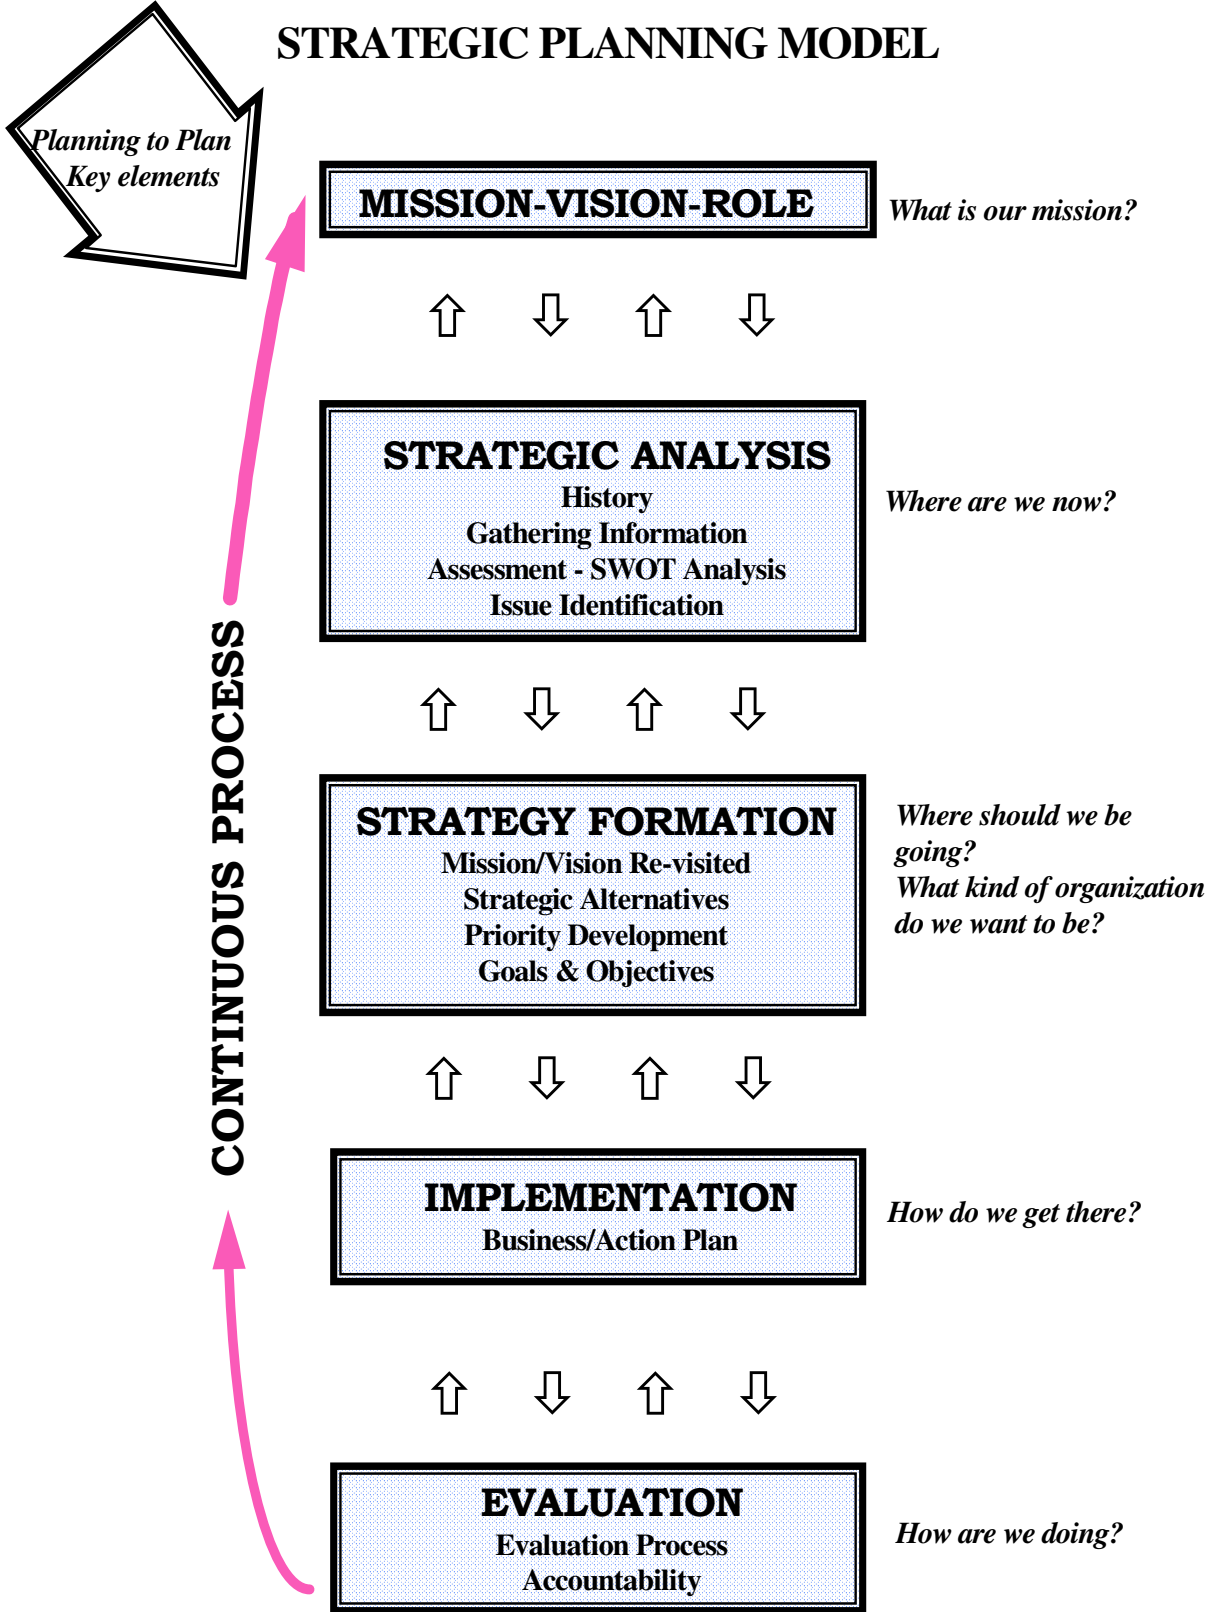 STRATEGIC PLANNING MODEL
Planning to Plan
Key elements
MISSION-VISION-ROLE
What is our mission?
STRATEGIC ANALYSIS
History
Gathering Information
Assessment - SWOT Analysis
Issue Identification
Where are we now?
CONTINUOUS PROCESS
STRATEGY FORMATION
Mission/Vision Re-visited
Strategic Alternatives
Priority Development
Goals & Objectives
Where should we be
going?
What kind of organization
do we want to be?
IMPLEMENTATION
Business/Action Plan
How do we get there?
EVALUATION
Evaluation Process
Accountability
How are we doing?